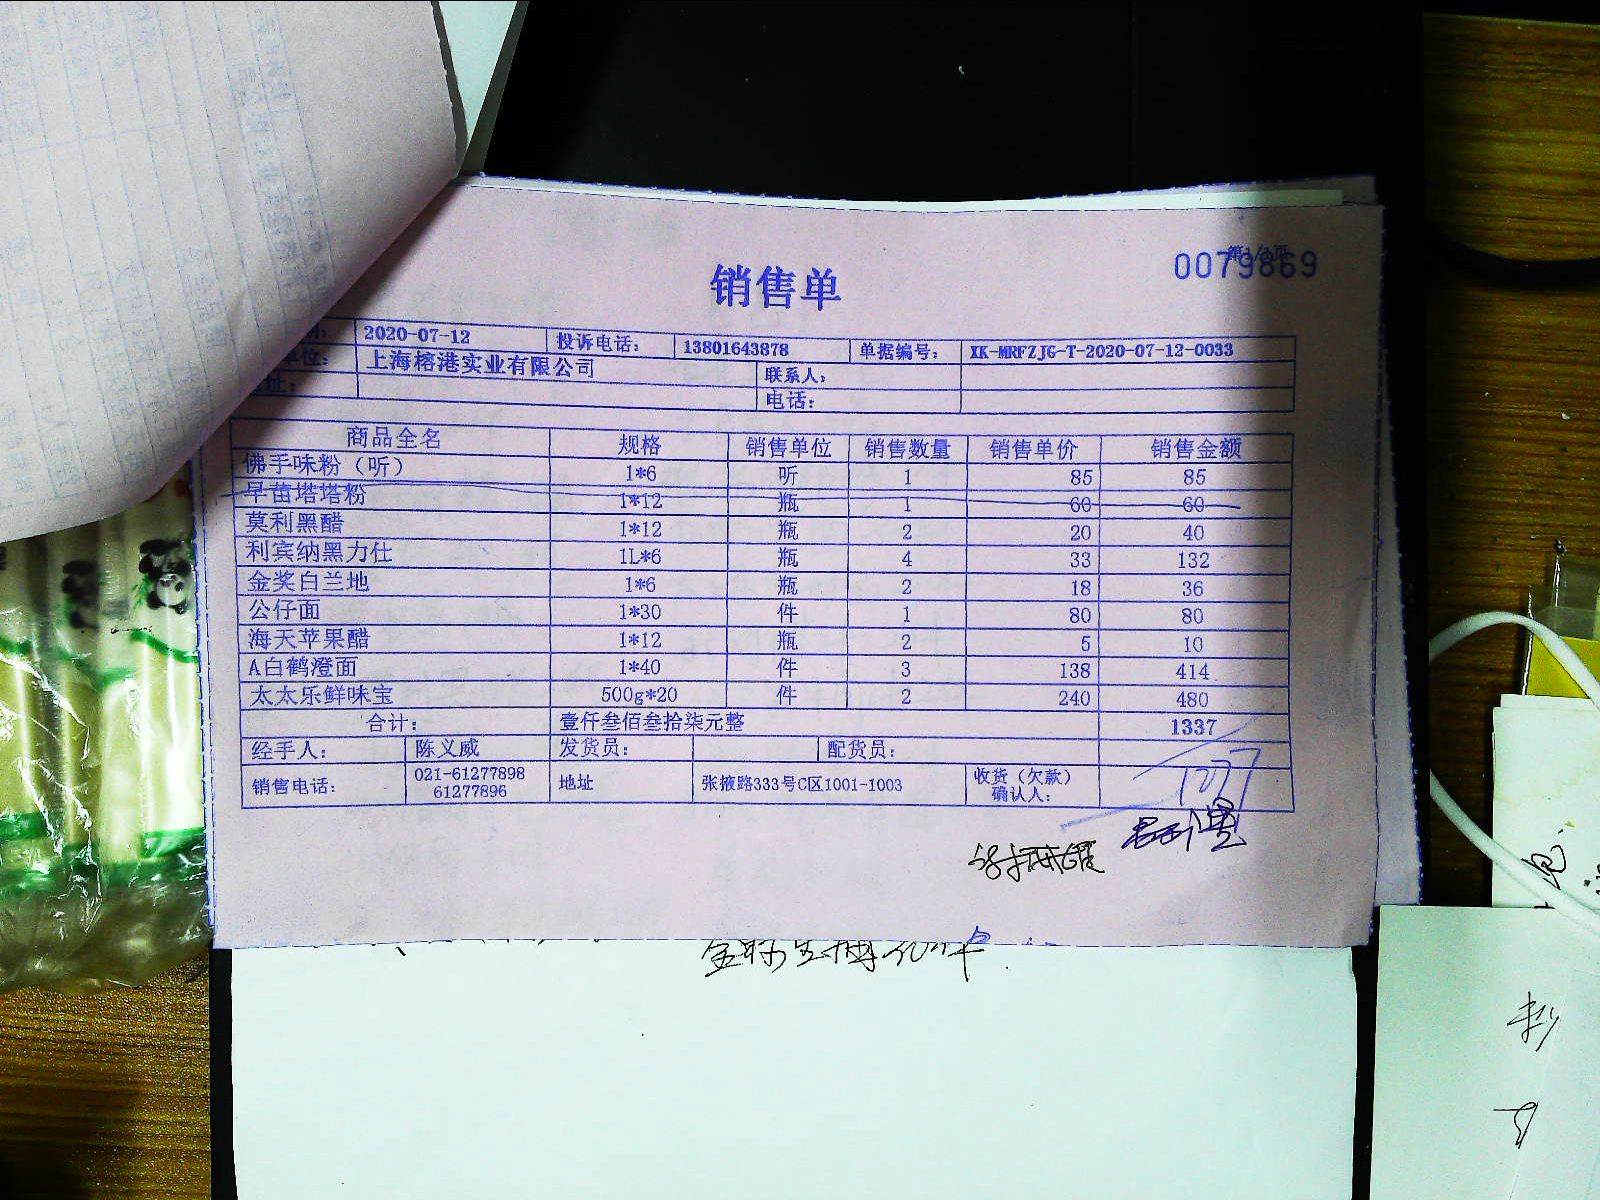 销售单
0079869
2020-07-12 投诉电话: 13801643878 单据编号: XK-MRFZJG-T-2020-07-12-0033
单位: 上海榕港实业有限公司 联系人:
址: 电话:
商品全名 规格 销售单位 销售数量 销售单价 销售金额
佛手味粉（听） 1*6 听 1 85 85
早苗塔塔粉 1*12 瓶 1 60 60
莫利黑醋 1*12 瓶 2 20 40
利宾纳黑力仕 1L*6 瓶 4 33 132
金奖白兰地 1*6 瓶 2 18 36
公仔面 1*30 件 1 80 80
海天苹果醋 1*12 瓶 2 5 10
A白鹤澄面 1*40 件 3 138 414
太太乐鲜味宝 500g*20 件 2 240 480
合计: 壹仟叁佰叁拾柒元整 1337
经手人: 陈义威 发货员: 配货员:
销售电话: 021-61277898 61277896 地址 张掖路333号C区1001-1003 收货（欠款）确认人: